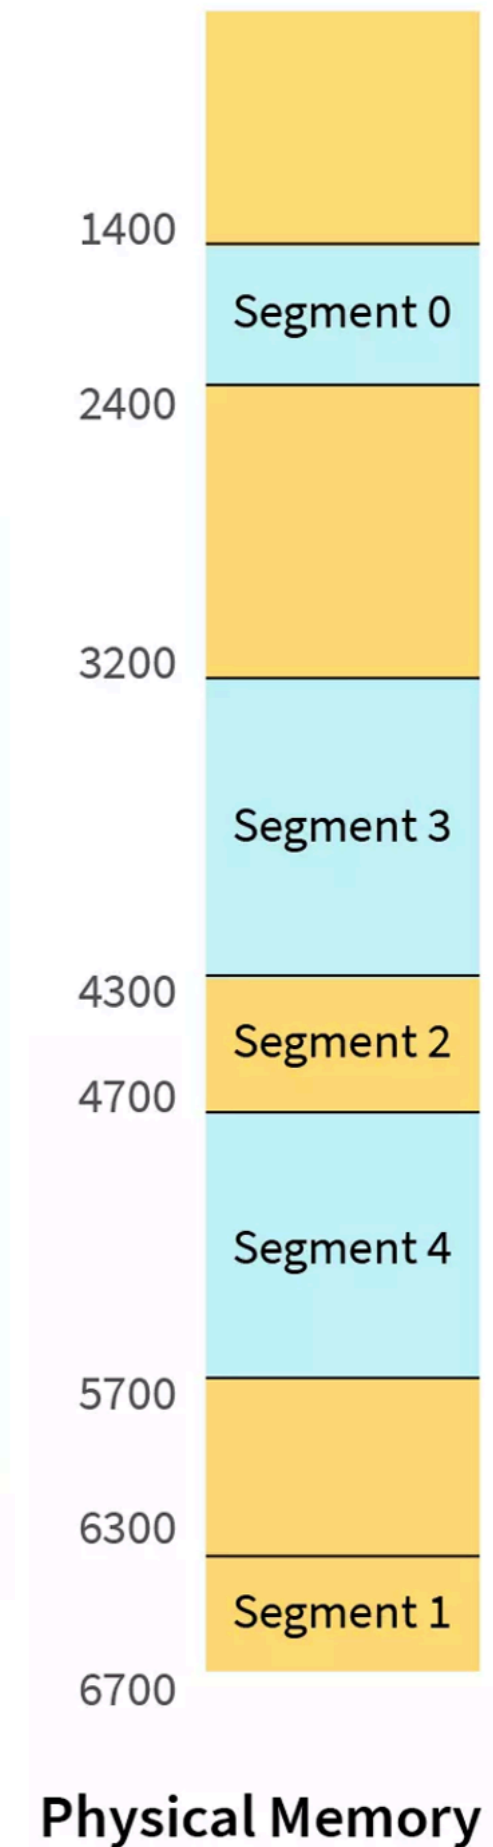 1400
Segment 0
2400
3200
Segment 3
4300
Segment 2
4700
Segment 4
5700
6300
Segment 1
6700
Physical Memory